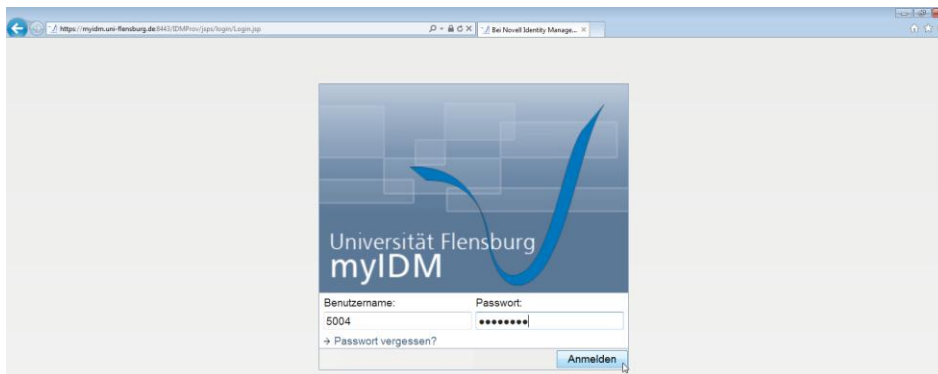 https://myidm.uni-flensburg.de:8443/IDMProv/jsps/login/Login.jsp
Bei Novell Identity Manage...
Universität Flensburg
myIDM
Benutzername:
Passwort:
5004
→ Passwort vergessen?
Anmelden